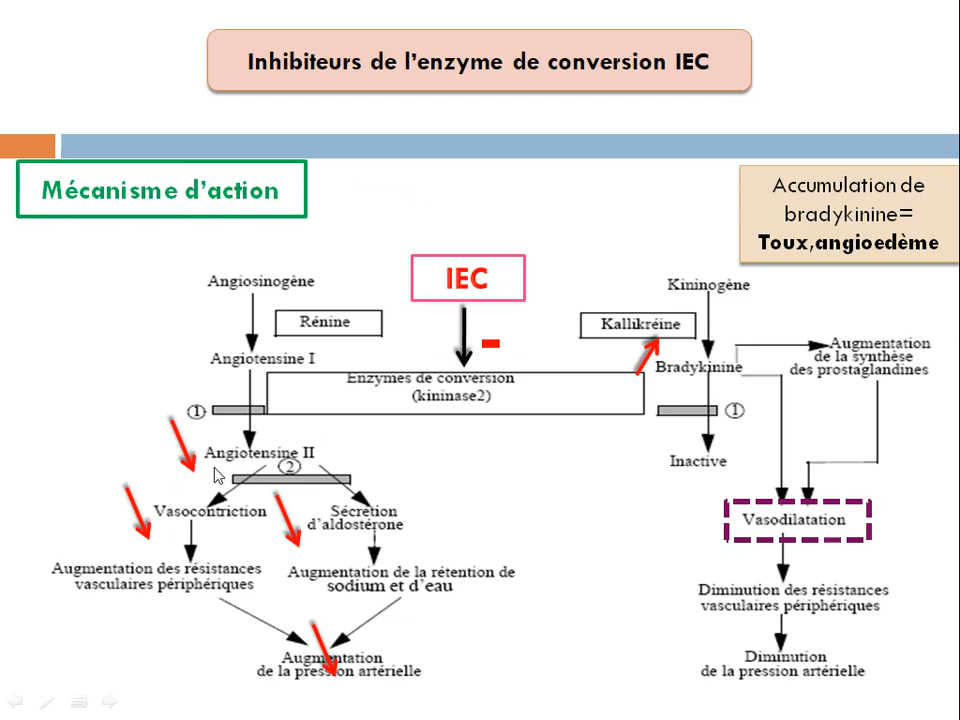 Inhibiteurs de l'enzyme de conversion IEC
Mécanisme d'action
Accumulation de
bradykinine=
Toux,angioedème
IEC
-
Angiosinogène
Rénine
Angiotensine I
Kininogène
Kallikréine
Bradykinine
Augmentation
de la synthèse
des prostaglandines
Enzymes de conversion
(kininase2)
1
1
Angiotensine II
2
Inactive
Vasocontriction
Sécrétion
d'aldostérone
Vasodilatation
Augmentation des résistances
vasculaires périphériques
Augmentation de la rétention de
sodium et d'eau
Diminution des résistances
vasculaires périphériques
Augmentation
de la pression artérielle
Diminution
de la pression artérielle